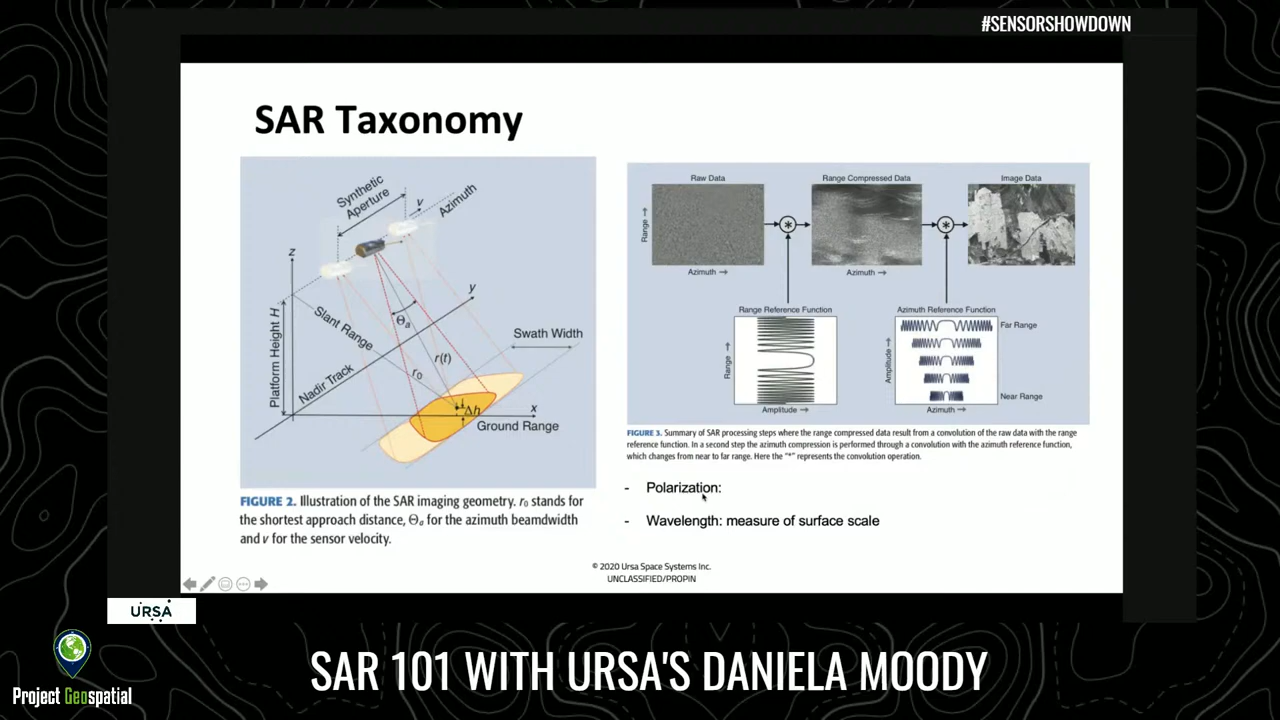 #SENSORSHOWDOWN
SAR Taxonomy
Synthetic
Aperture
v
Azimuth
z
y
Platform Height H
Slant Range
Θa
Nadir Track
r(t)
r0
Swath Width
Δh
x
Ground Range
FIGURE 2. Illustration of the SAR imaging geometry. r0 stands for
the shortest approach distance, Θa for the azimuth beamdwidth
and v for the sensor velocity.
Raw Data
Range Compressed Data
Image Data
Range
Azimuth
Azimuth
*
*
Range Reference Function
Azimuth Reference Function
Range
Amplitude
Amplitude
Far Range
Near Range
Azimuth
FIGURE 3. Summary of SAR processing steps where the range compressed data result from a convolution of the raw data with the range
reference function. In a second step the azimuth compression is performed through a convolution with the azimuth reference function,
which changes from near to far range. Here the "*" represents the convolution operation.
- Polarization:
- Wavelength: measure of surface scale
© 2020 Ursa Space Systems Inc.
UNCLASSIFIED/PROPIN
URSA
Project Geospatial
SAR 101 WITH URSA'S DANIELA MOODY